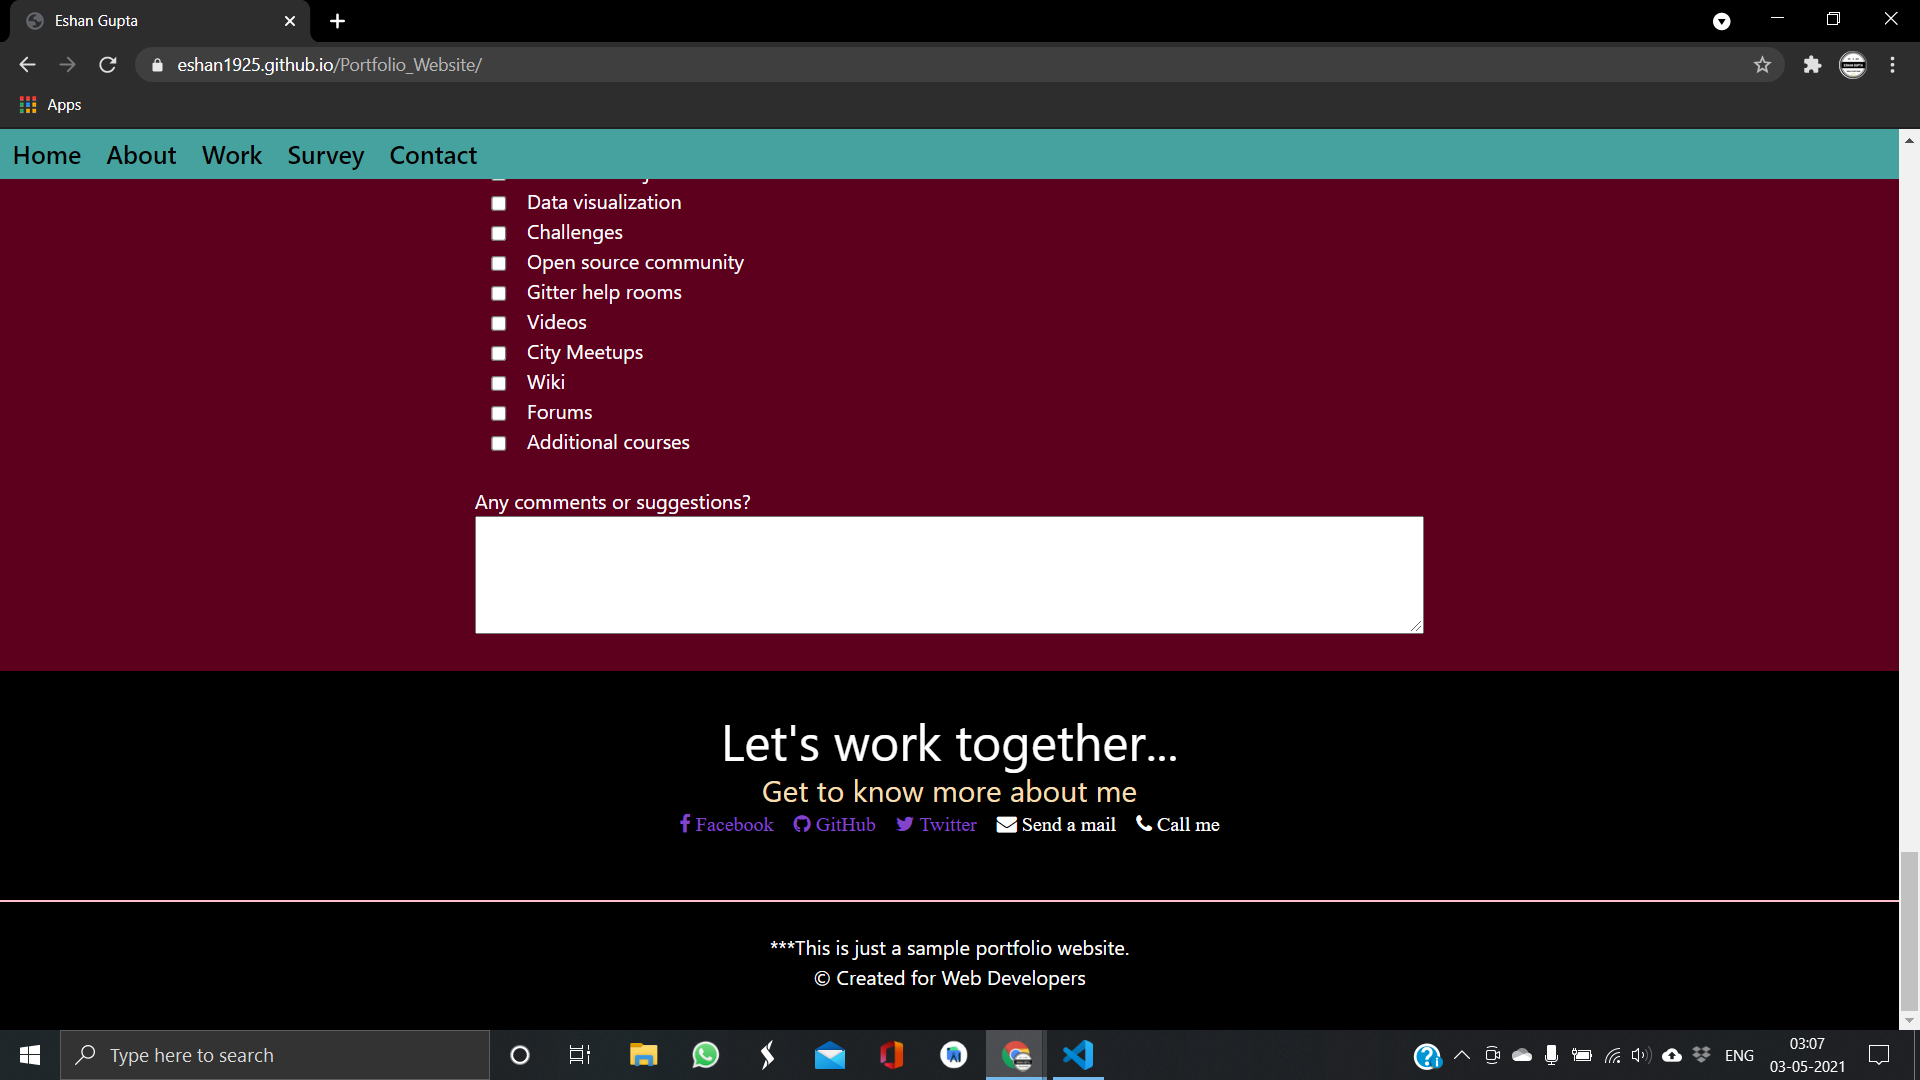 Eshan Gupta
eshan1925.github.io/Portfolio_Website/
Apps
Home About Work Survey Contact
Data visualization
Challenges
Open source community
Gitter help rooms
Videos
City Meetups
Wiki
Forums
Additional courses
Any comments or suggestions?
Let's work together...
Get to know more about me
Facebook GitHub Twitter Send a mail Call me
***This is just a sample portfolio website.
© Created for Web Developers
Type here to search
ENG
03:07
03-05-2021